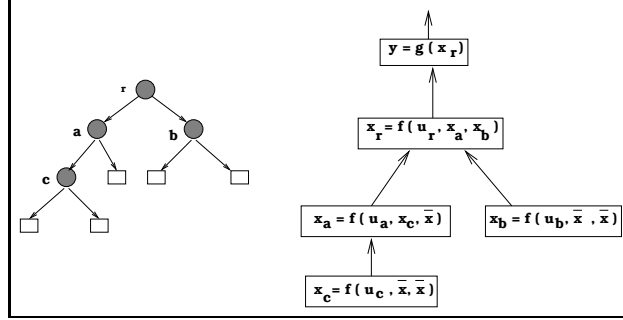 r
a
b
c
y = g ( x_r )
x_r = f ( u_r , x_a , x_b )
x_a = f ( u_a , x_c , x̄ )
x_b = f ( u_b , x̄ , x̄ )
x_c = f ( u_c , x̄ , x̄ )